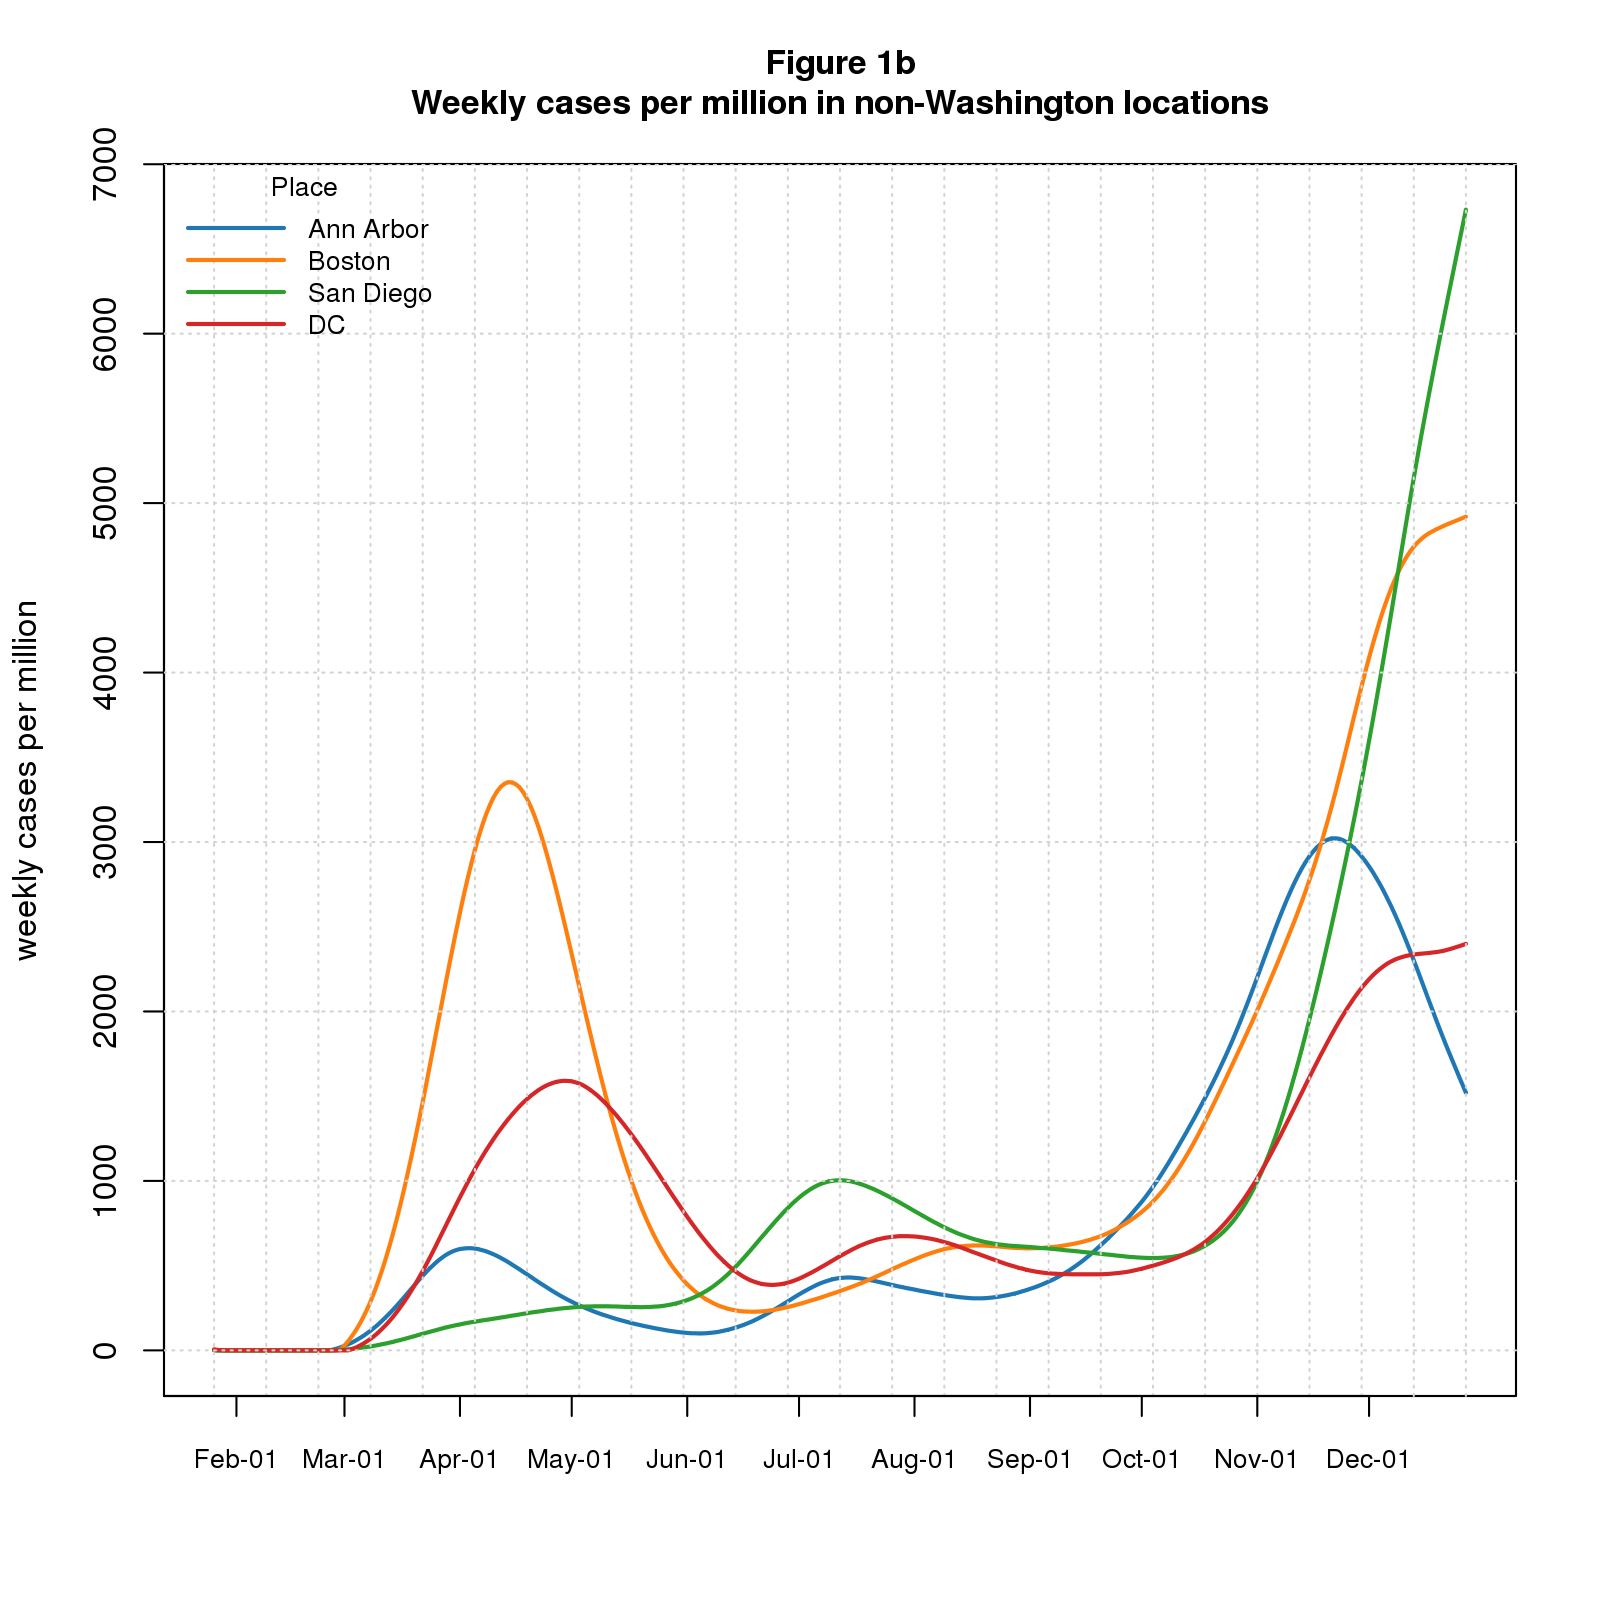 Figure 1b
Weekly cases per million in non-Washington locations
Place
Ann Arbor
Boston
San Diego
DC
weekly cases per million
7000
6000
5000
4000
3000
2000
1000
0
Feb-01 Mar-01 Apr-01 May-01 Jun-01 Jul-01 Aug-01 Sep-01 Oct-01 Nov-01 Dec-01